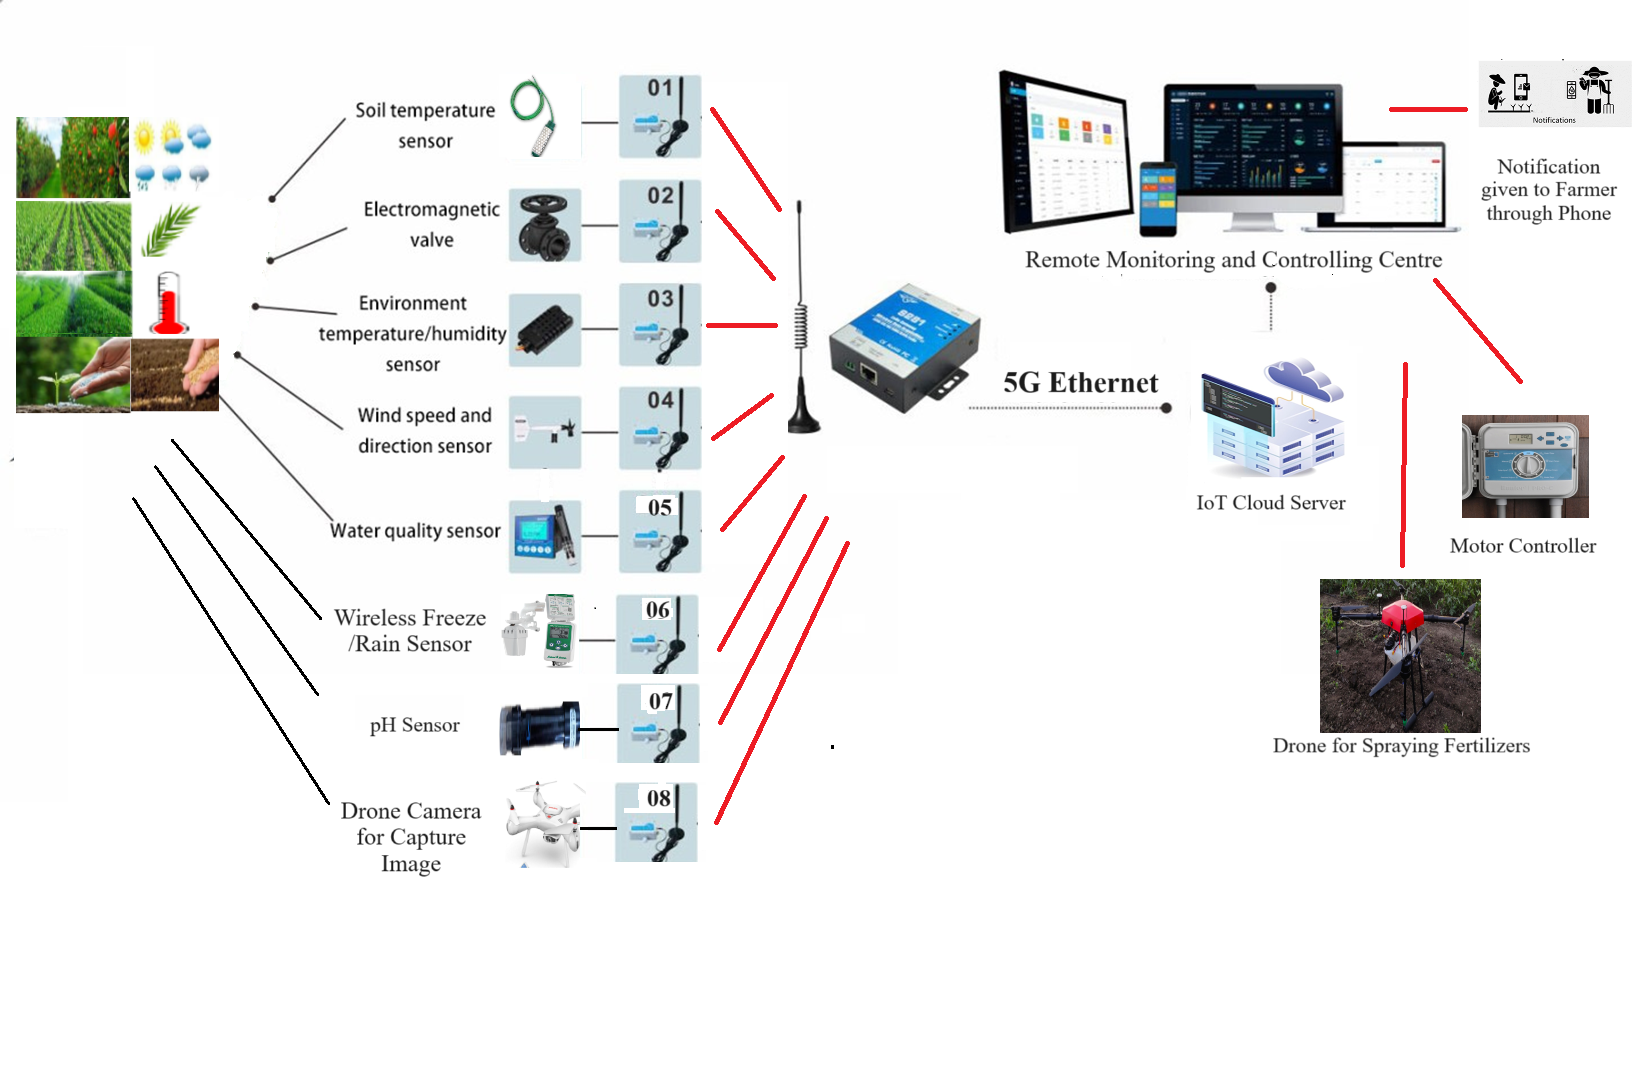 Soil temperature
sensor
01
Electromagnetic
valve
02
Environment
temperature/humidity
sensor
03
Wind speed and
direction sensor
04
Water quality sensor
05
Wireless Freeze
/Rain Sensor
06
pH Sensor
07
Drone Camera
for Capture
Image
08
5G Ethernet
IoT Cloud Server
Remote Monitoring and Controlling Centre
Notifications
Notification
given to Farmer
through Phone
Motor Controller
Drone for Spraying Fertilizers